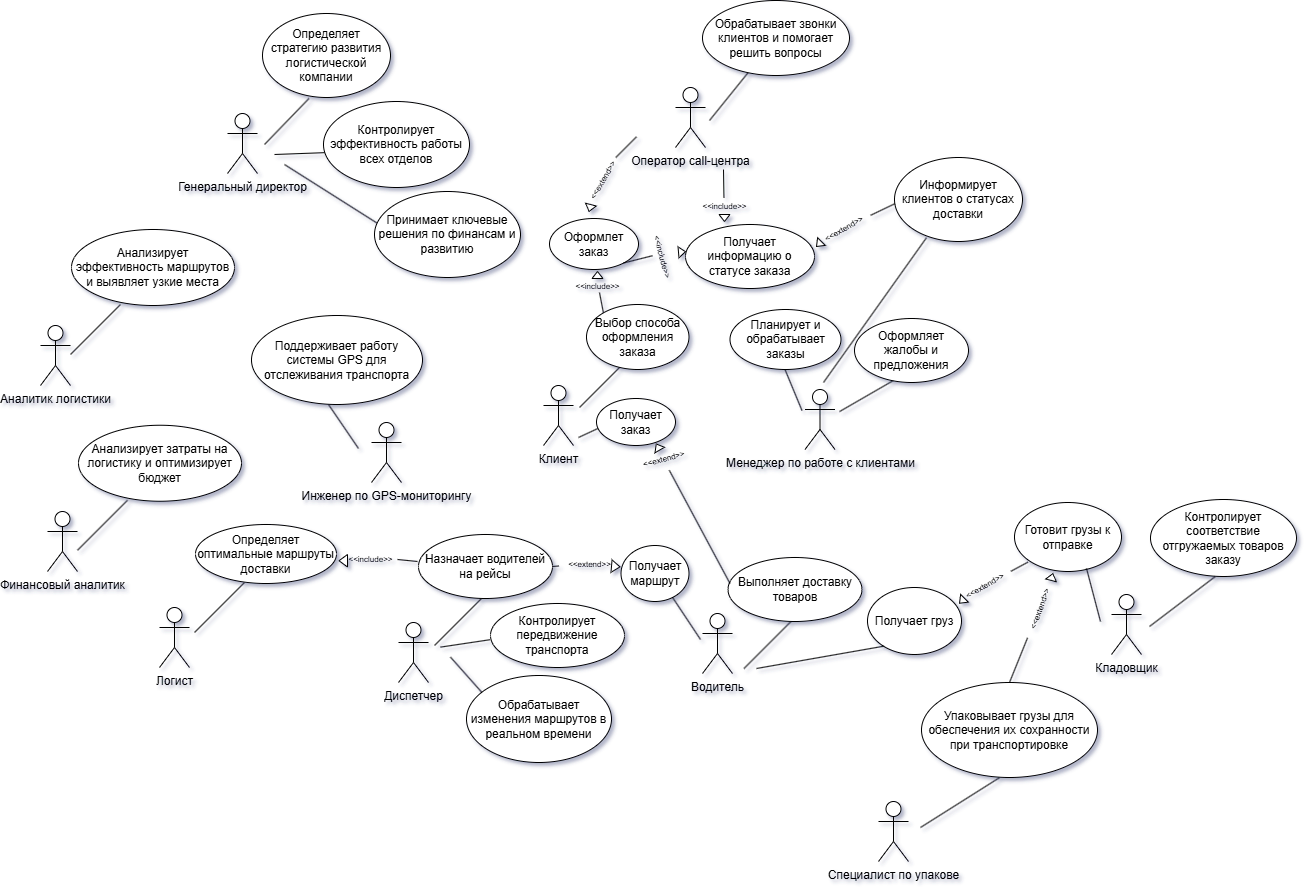 Определяет
стратегию развития
логистической
компании
Обрабатывает звонки
клиентов и помогает
решить вопросы
Контролирует
эффективность работы
всех отделов
Генеральный директор
Принимает ключевые
решения по финансам и
развитию
Оператор call-центра
<<extend>>
<<include>>
Информирует
клиентов о статусах
доставки
<<extend>>
Оформлет
заказ
<<include>>
Получает
информацию о
статусе заказа
<<include>>
Анализирует
эффективность маршрутов
и выявляет узкие места
Аналитик логистики
Поддерживает работу
системы GPS для
отслеживания транспорта
Инженер по GPS-мониторингу
Выбор способа
оформления
заказа
Планирует и
обрабатывает
заказы
Оформляет
жалобы и
предложения
Клиент
Получает
заказ
<<extend>>
Менеджер по работе с клиентами
Анализирует затраты на
логистику и оптимизирует
бюджет
Финансовый аналитик
Определяет
оптимальные маршруты
доставки
<<include>>
Назначает водителей
на рейсы
<<extend>>
Получает
маршрут
Выполняет доставку
товаров
Готовит грузы к
отправке
Контролирует
соответствие
отгружаемых товаров
заказу
<<extend>>
<<extend>>
Получает груз
Логист
Контролирует
передвижение
транспорта
Диспетчер
Водитель
Кладовщик
Обрабатывает
изменения маршрутов в
реальном времени
Упаковывает грузы для
обеспечения их сохранности
при транспортировке
Специалист по упакове